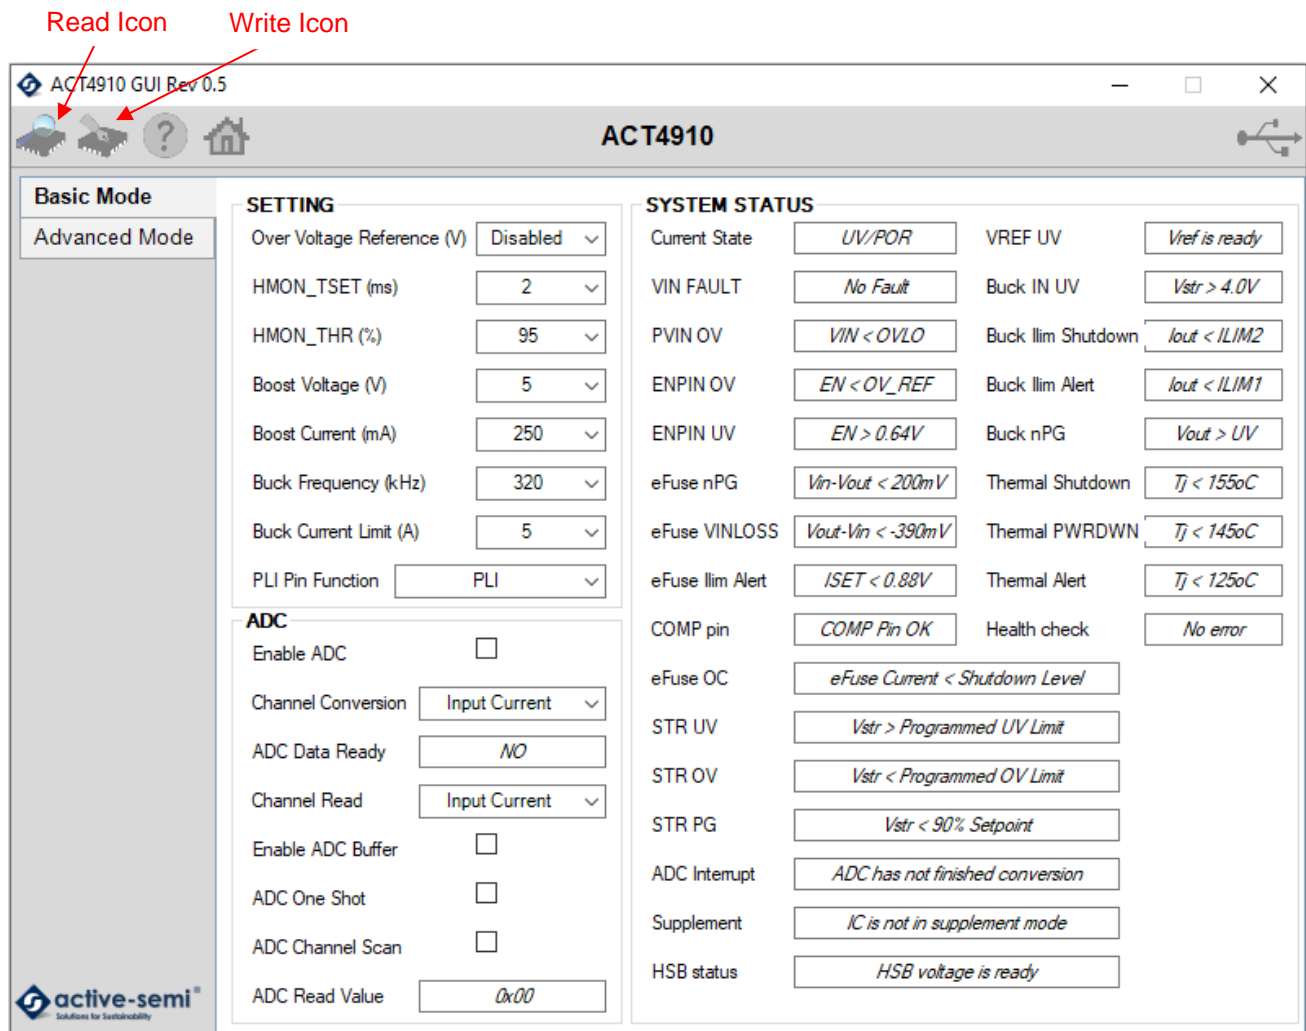 Read Icon Write Icon
ACT4910 GUI Rev 0.5
? ACT4910
Basic Mode
Advanced Mode
SETTING
Over Voltage Reference (V) Disabled
HMON_TSET (ms) 2
HMON_THR (%) 95
Boost Voltage (V) 5
Boost Current (mA) 250
Buck Frequency (kHz) 320
Buck Current Limit (A) 5
PLI Pin Function PLI
ADC
Enable ADC
Channel Conversion Input Current
ADC Data Ready NO
Channel Read Input Current
Enable ADC Buffer
ADC One Shot
ADC Channel Scan
ADC Read Value 0x00
SYSTEM STATUS
Current State UV/POR VREF UV Vref is ready
VIN FAULT No Fault Buck IN UV Vstr > 4.0V
PVIN OV VIN < OVLO Buck Ilim Shutdown Iout < ILIM2
ENPIN OV EN < OV_REF Buck Ilim Alert Iout < ILIM1
ENPIN UV EN > 0.64V Buck nPG Vout > UV
eFuse nPG Vin-Vout < 200mV Thermal Shutdown Tj < 155oC
eFuse VINLOSS Vout-Vin < -390mV Thermal PWRDWN Tj < 145oC
eFuse Ilim Alert ISET < 0.88V Thermal Alert Tj < 125oC
COMP pin COMP Pin OK Health check No error
eFuse OC eFuse Current < Shutdown Level
STR UV Vstr > Programmed UV Limit
STR OV Vstr < Programmed OV Limit
STR PG Vstr < 90% Setpoint
ADC Interrupt ADC has not finished conversion
Supplement IC is not in supplement mode
HSB status HSB voltage is ready
active-semi®
Solutions for Sustainability